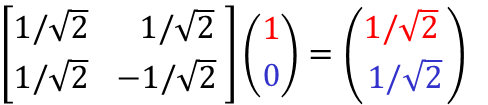 [1/√2 1/√2] (1) = (1/√2)
[1/√2 −1/√2] (0) (1/√2)